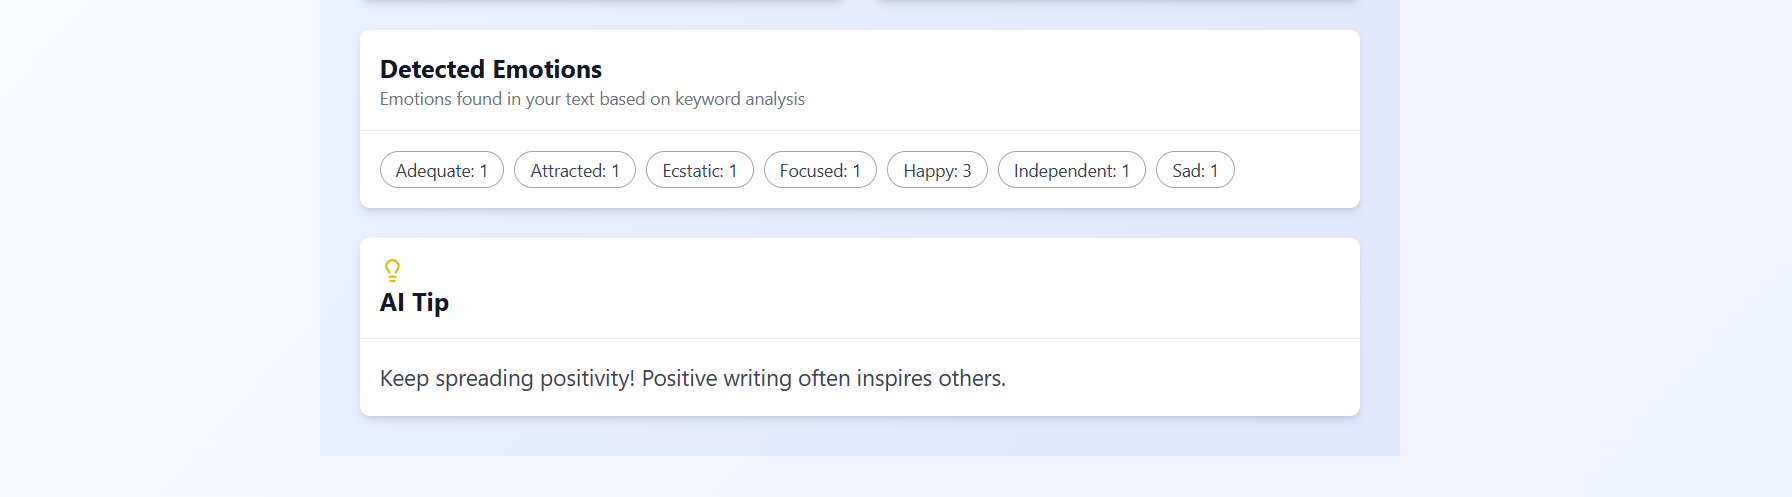 Detected Emotions
Emotions found in your text based on keyword analysis
Adequate: 1 Attracted: 1 Ecstatic: 1 Focused: 1 Happy: 3 Independent: 1 Sad: 1
AI Tip
Keep spreading positivity! Positive writing often inspires others.